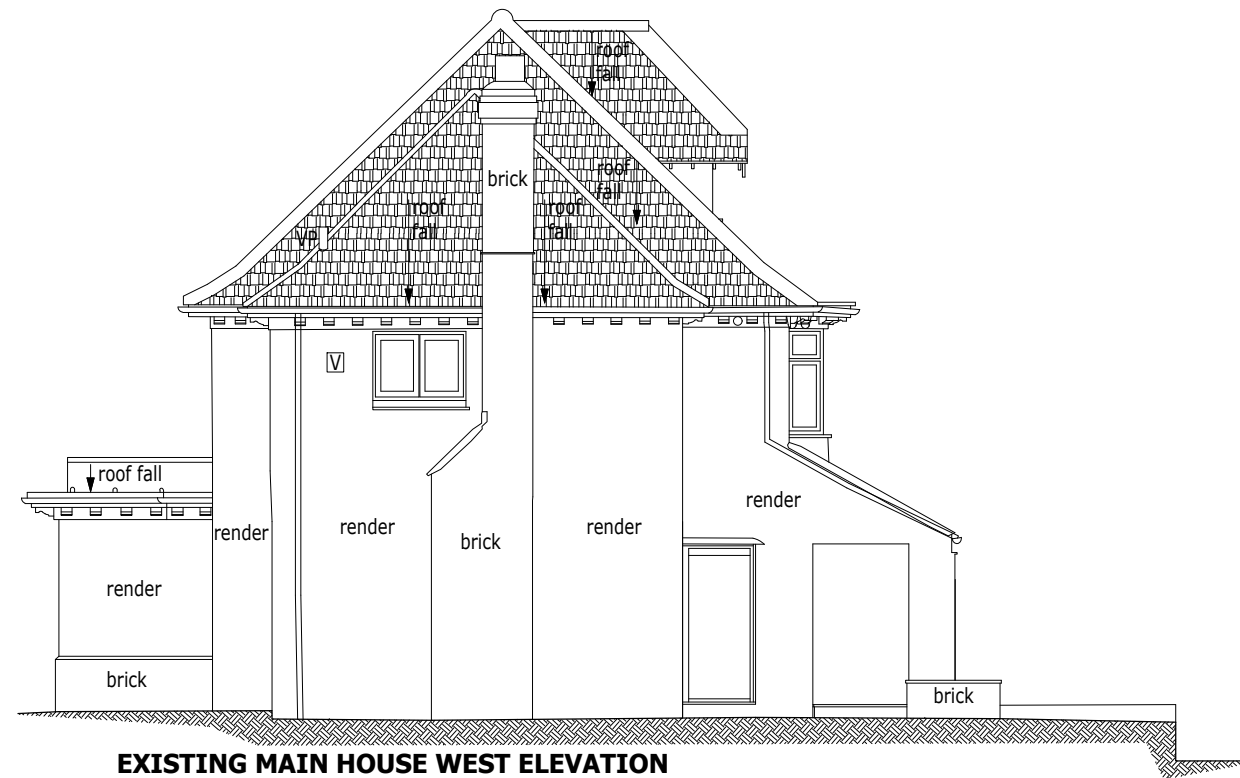 roof
fall
roof
fall
brick
roof
fall
roof
fall
VP
V
roof fall
render
render
brick
render
render
render
brick
brick
EXISTING MAIN HOUSE WEST ELEVATION